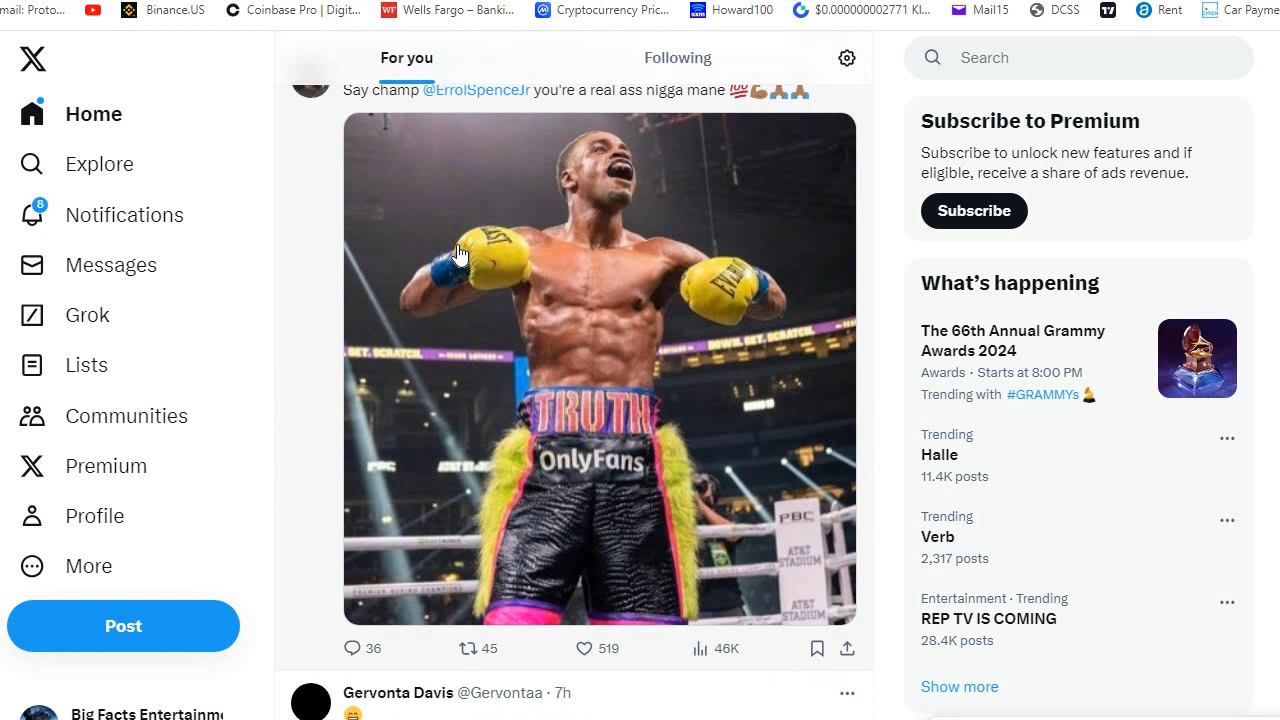 mail: Proto...
Binance.US
Coinbase Pro | Digit...
WF
Wells Fargo – Banki...
Cryptocurrency Pric...
sxm
Howard100
$0.000000002771 Kl...
Mail15
DCSS
Rent
Car Payme
For you
Following
Search
Say champ @ErrolSpenceJr you're a real ass nigga mane 💯💪🏾🙏🏾🙏🏾
Home
Explore
8
Notifications
Messages
Grok
Lists
Communities
Premium
Profile
More
Post
Big Facts Entertainme
EVERLAST
DOWN. GET. SCRATCH.
TRUTH
OnlyFans
PBC
AT&T
STADIUM
AT&T
STADIUM
36
45
519
46K
Gervonta Davis @Gervontaa · 7h
😄
Subscribe to Premium
Subscribe to unlock new features and if
eligible, receive a share of ads revenue.
Subscribe
What's happening
The 66th Annual Grammy
Awards 2024
Awards · Starts at 8:00 PM
Trending with #GRAMMYs
Trending
Halle
11.4K posts
Trending
Verb
2,317 posts
Entertainment · Trending
REP TV IS COMING
28.4K posts
Show more